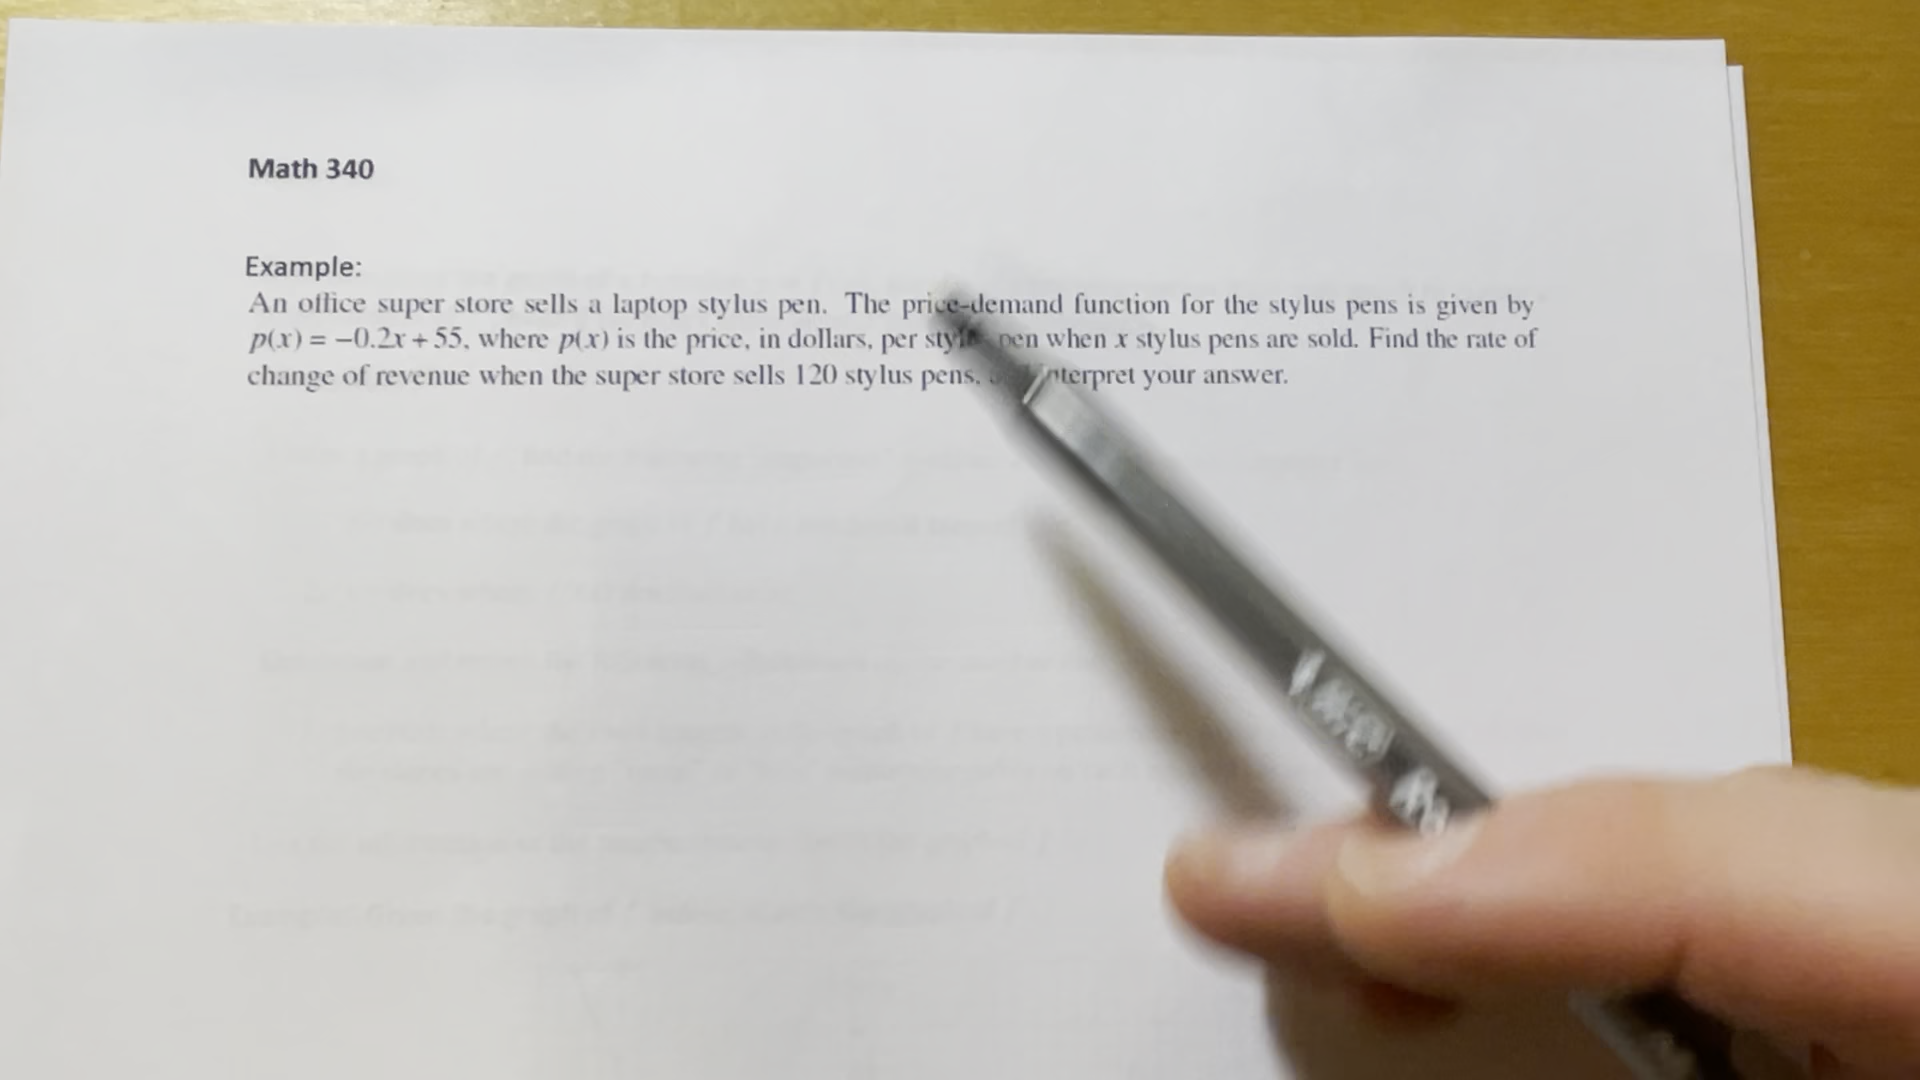 Math 340
Example:
An office super store sells a laptop stylus pen. The price-demand function for the stylus pens is given by
p(x) = −0.2x + 55, where p(x) is the price, in dollars, per pen when x stylus pens are sold. Find the rate of
change of revenue when the super store sells 120 stylus pens, your answer.